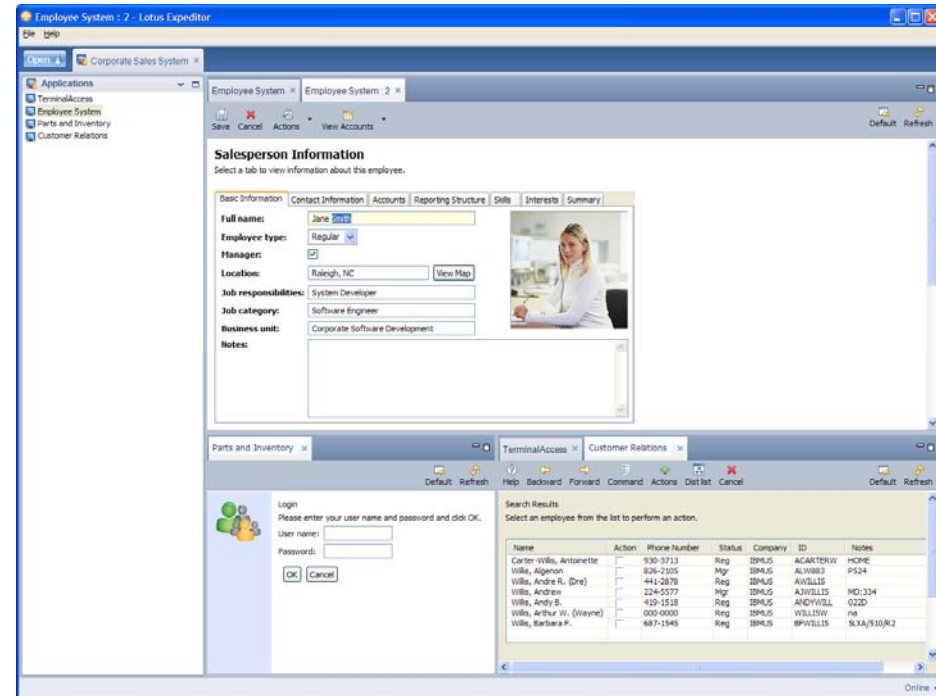 Employee System : 2 - Lotus Expeditor
File Help
Open Corporate Sales System
Applications
TerminalAccess
Employee System
Parts and Inventory
Customer Relations
Employee System Employee System :2
Save Cancel Actions View Accounts Default Refresh
Salesperson Information
Select a tab to view information about this employee.
Basic Information Contact Information Accounts Reporting Structure Skills Interests Summary
Full name: Jane Smith
Employee type: Regular
Manager:
Location: Raleigh, NC View Map
Job responsibilities: System Developer
Job category: Software Engineer
Business unit: Corporate Software Development
Notes:
Parts and Inventory
Default Refresh
Login
Please enter your user name and password and click OK.
User name:
Password:
OK Cancel
TerminalAccess Customer Relations
Help Backward Forward Command Actions Dist list Cancel Default Refresh
Search Results
Select an employee from the list to perform an action.
Name Action Phone Number Status Company ID Notes
Carter-Willis, Antoinette 930-3713 Reg IBMUS ACARTERW HOME
Willis, Algenon 826-2105 Mgr IBMUS ALW883 PS24
Willis, Andre R. (Dre) 441-2878 Reg IBMUS AWILLIS
Willis, Andrew 224-5577 Mgr IBMUS AJWILLIS MD:334
Willis, Andy B. 419-1518 Reg IBMUS ANDYWILL 022D
Willis, Arthur W. (Wayne) 000-0000 Reg IBMUS WILLISW na
Willis, Barbara F. 687-1545 Reg IBMUS BFWILLIS 5LXA/510/R2
Online